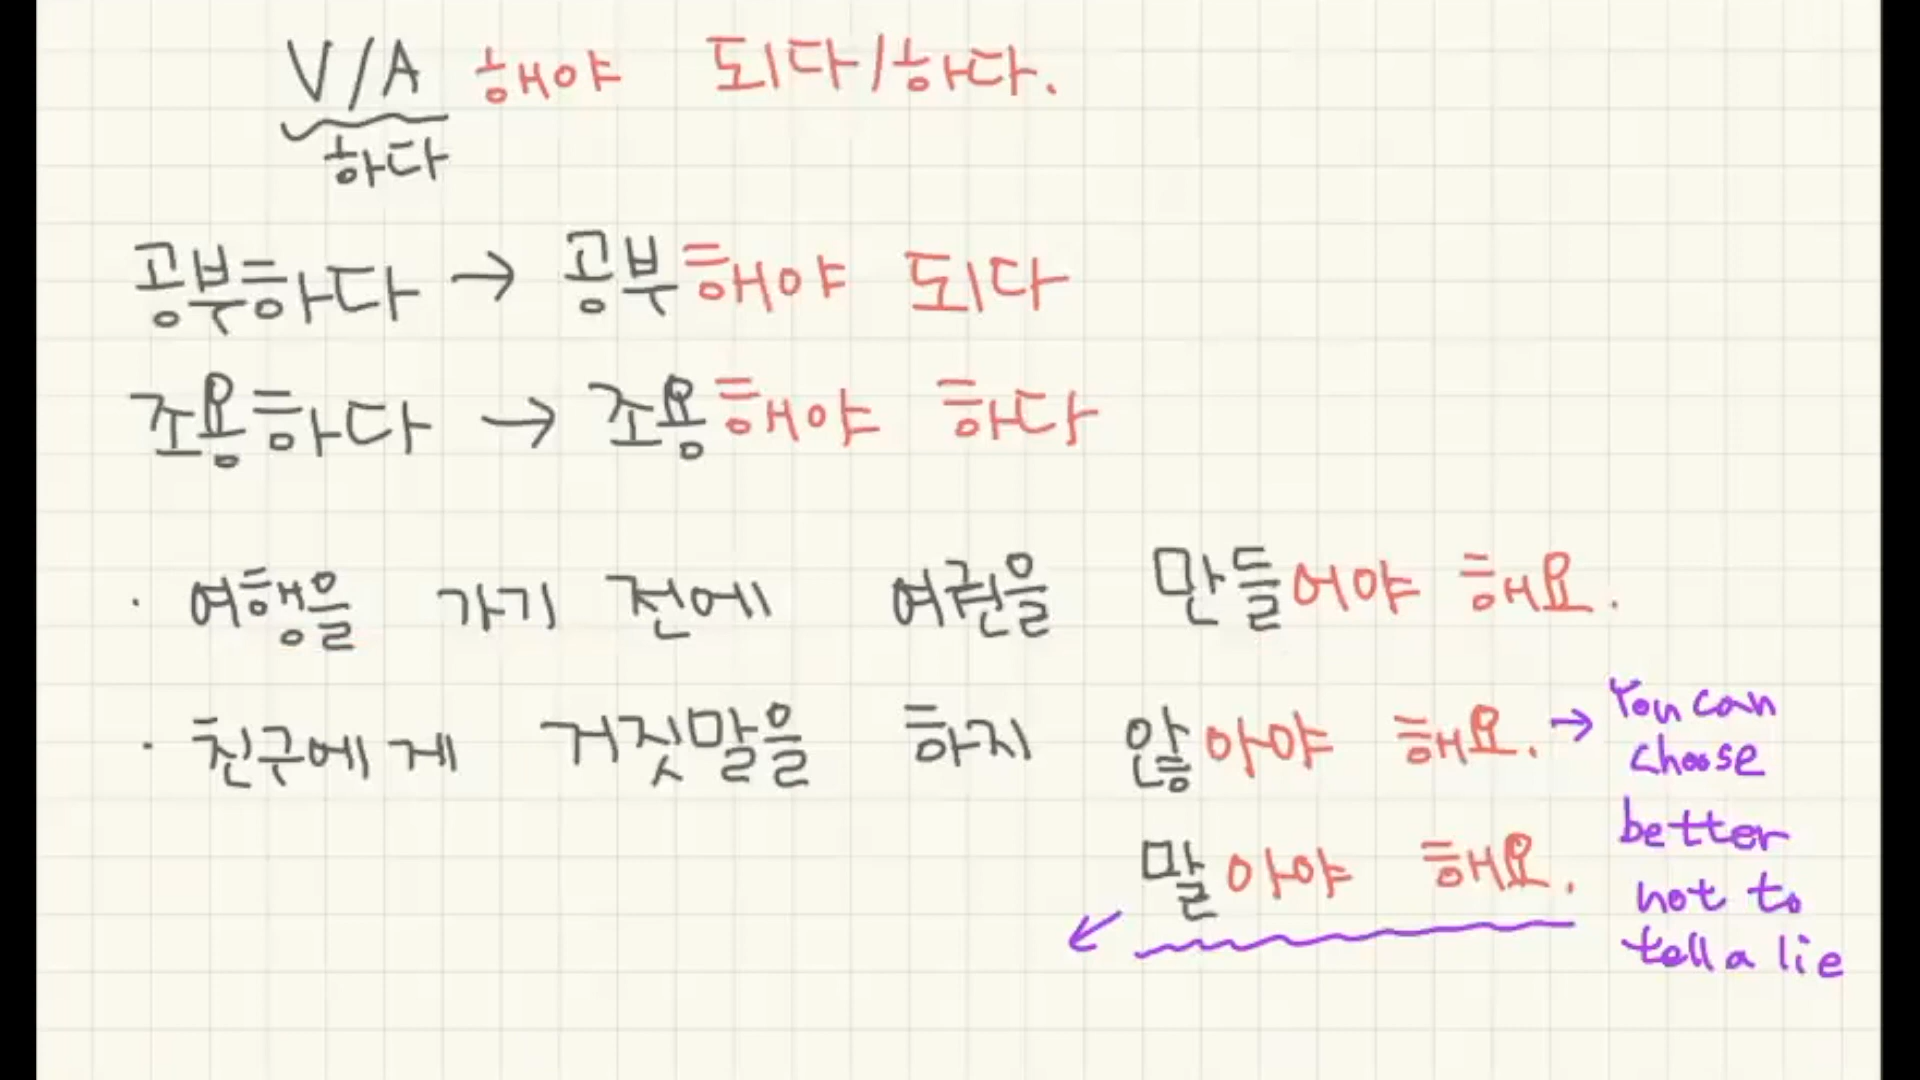 V/A 해야 되다/하다.
하다
공부하다 → 공부해야 되다
조용하다 → 조용해야 하다
· 여행을 가기 전에 여권을 만들어야 해요.
· 친구에게 거짓말을 하지 않아야 해요. → You can
choose
better
not to
tell a lie
말아야 해요.